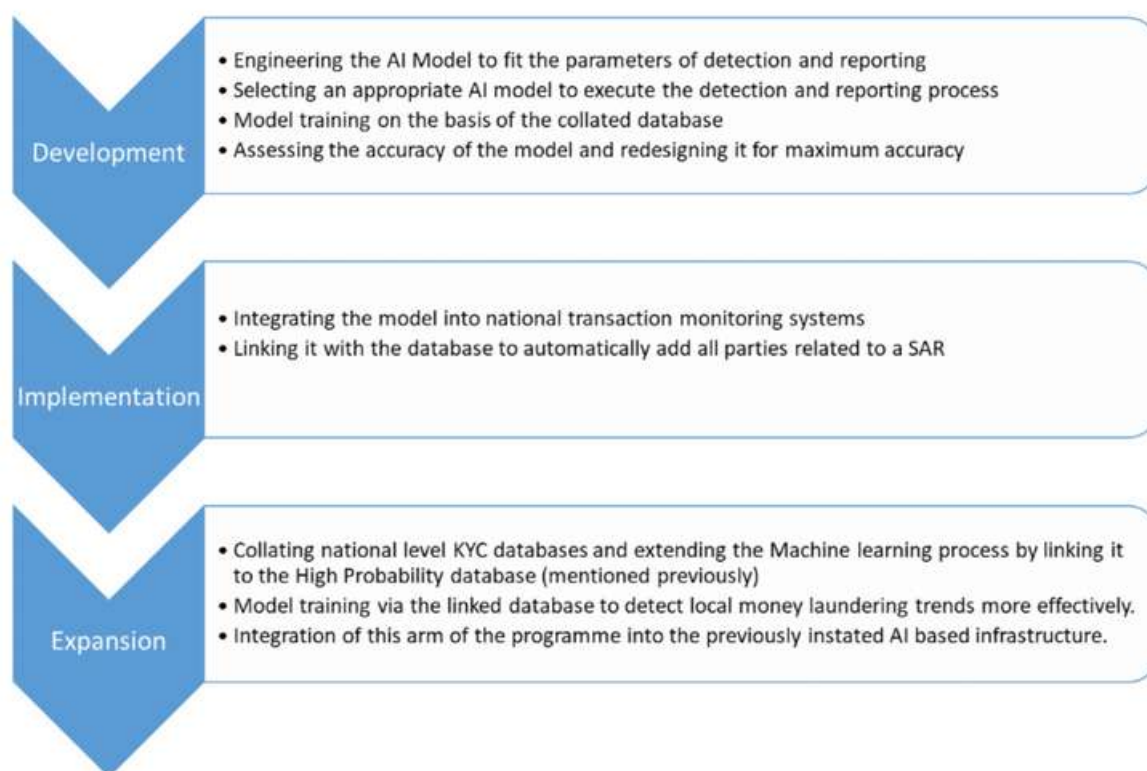 Development
• Engineering the AI Model to fit the parameters of detection and reporting
• Selecting an appropriate AI model to execute the detection and reporting process
• Model training on the basis of the collated database
• Assessing the accuracy of the model and redesigning it for maximum accuracy
Implementation
• Integrating the model into national transaction monitoring systems
• Linking it with the database to automatically add all parties related to a SAR
Expansion
• Collating national level KYC databases and extending the Machine learning process by linking it
to the High Probability database (mentioned previously)
• Model training via the linked database to detect local money laundering trends more effectively.
• Integration of this arm of the programme into the previously instated AI based infrastructure.